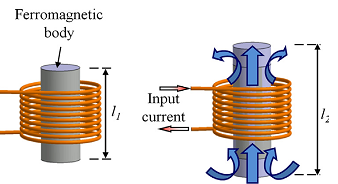 Ferromagnetic
body
l1
Input
current
l2